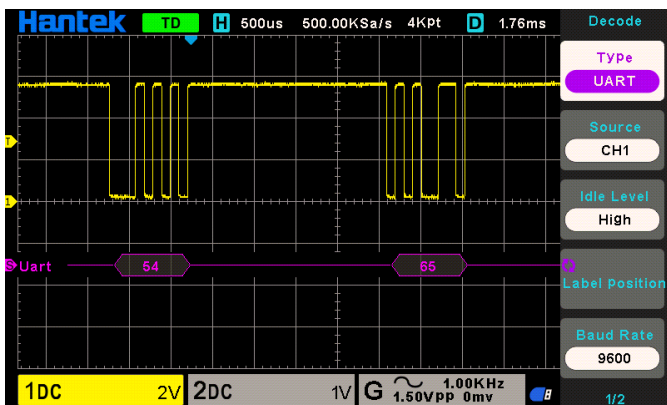 Hantek TD H 500us 500.00KSa/s 4Kpt D 1.76ms Decode
Type
UART
Source
CH1
Idle Level
High
Label Position
Baud Rate
9600
1/2
T
1
S Uart 54 65
1DC 2V 2DC 1V G 1.00KHz
1.50Vpp 0mv